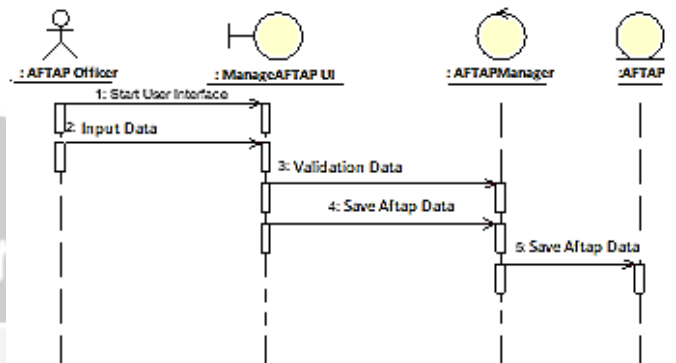 : AFTAP Officer
: ManageAFTAP UI
: AFTAPManager
:AFTAP
1: Start User Interface
2: Input Data
3: Validation Data
4: Save Aftap Data
5: Save Aftap Data